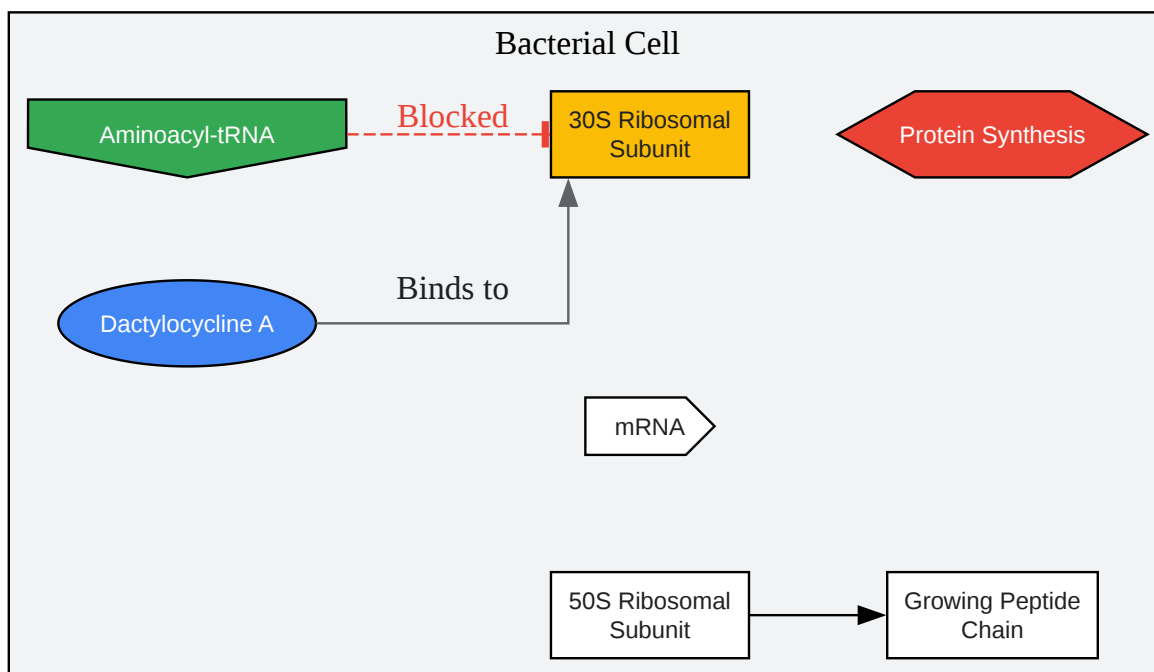 Bacterial Cell
Aminoacyl-tRNA
Blocked
30S Ribosomal
Subunit
Protein Synthesis
Dactylocycline A
Binds to
mRNA
50S Ribosomal
Subunit
Growing Peptide
Chain